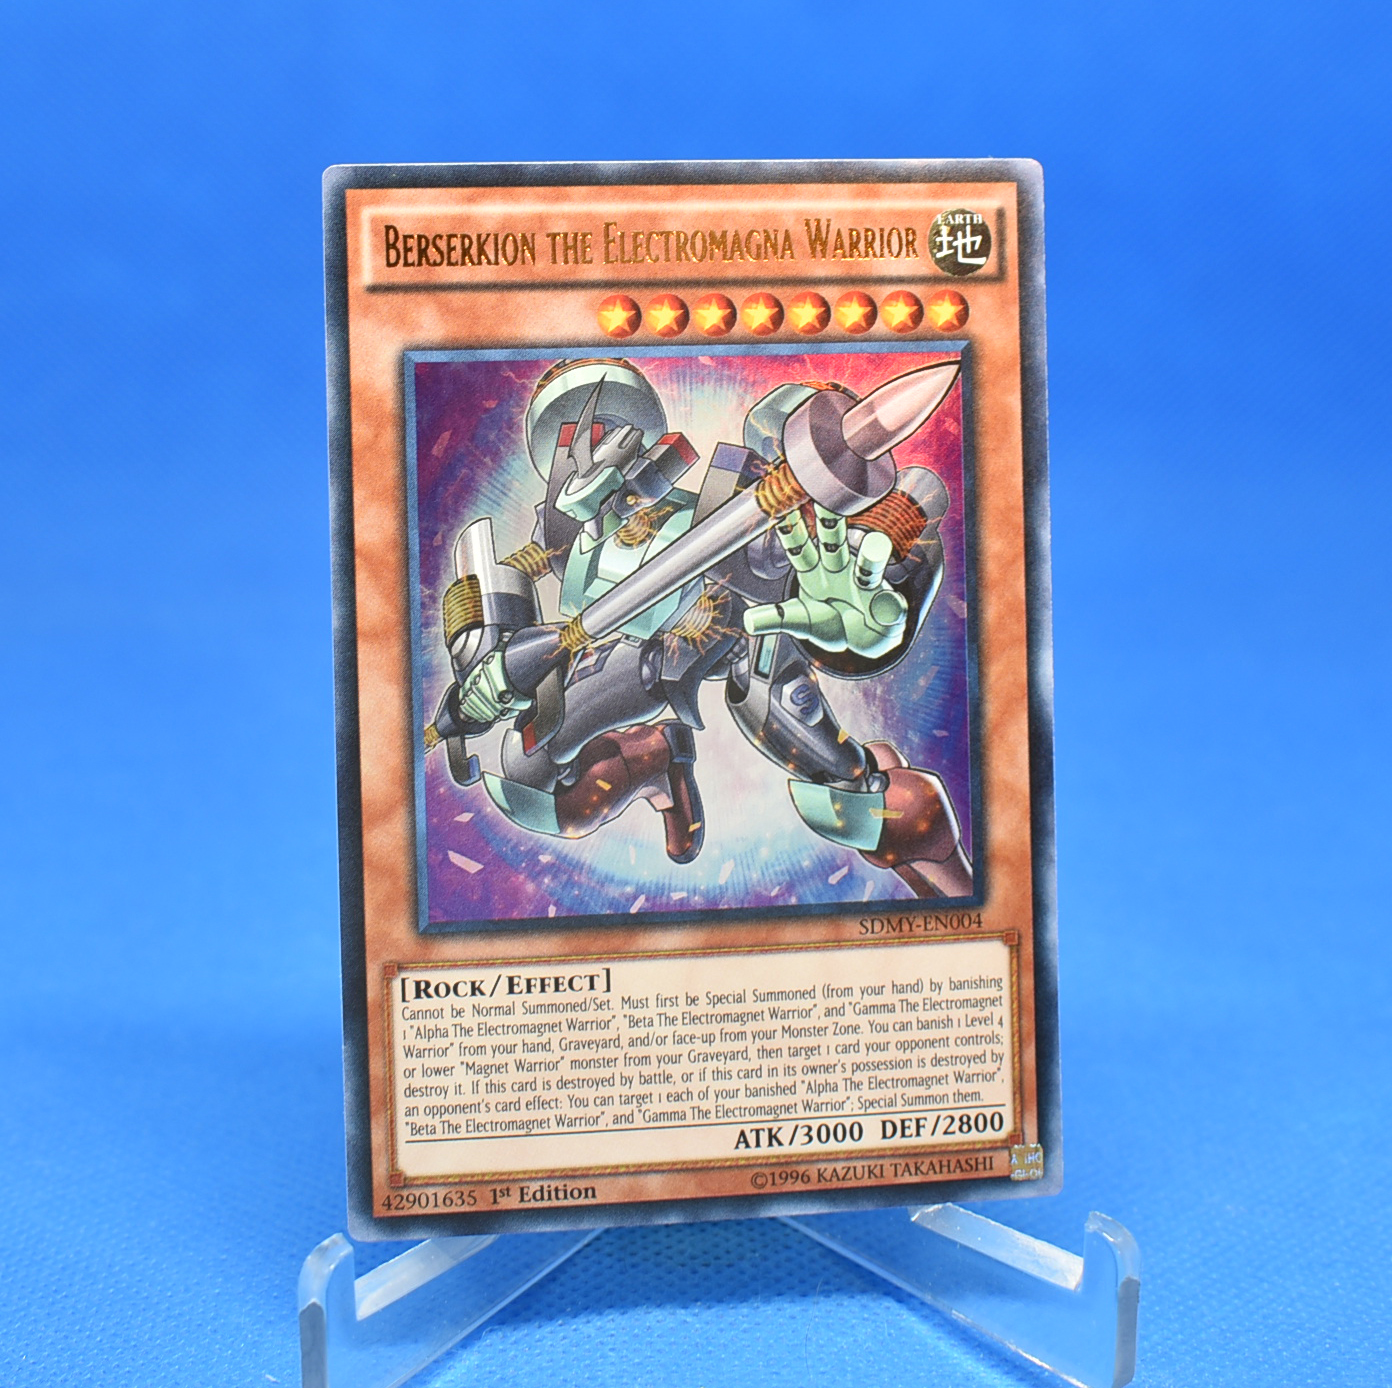 BERSERKION THE ELECTROMAGNA WARRIOR
EARTH
地
SDMY-EN004
[ROCK/EFFECT]
Cannot be Normal Summoned/Set. Must first be Special Summoned (from your hand) by banishing
1 "Alpha The Electromagnet Warrior", "Beta The Electromagnet Warrior", and "Gamma The Electromagnet
Warrior" from your hand, Graveyard, and/or face-up from your Monster Zone. You can banish 1 Level 4
or lower "Magnet Warrior" monster from your Graveyard, then target 1 card your opponent controls;
destroy it. If this card is destroyed by battle, or if this card in its owner's possession is destroyed by
an opponent's card effect: You can target 1 each of your banished "Alpha The Electromagnet Warrior",
"Beta The Electromagnet Warrior", and "Gamma The Electromagnet Warrior"; Special Summon them.
ATK/3000 DEF/2800
42901635 1st Edition
©1996 KAZUKI TAKAHASHI